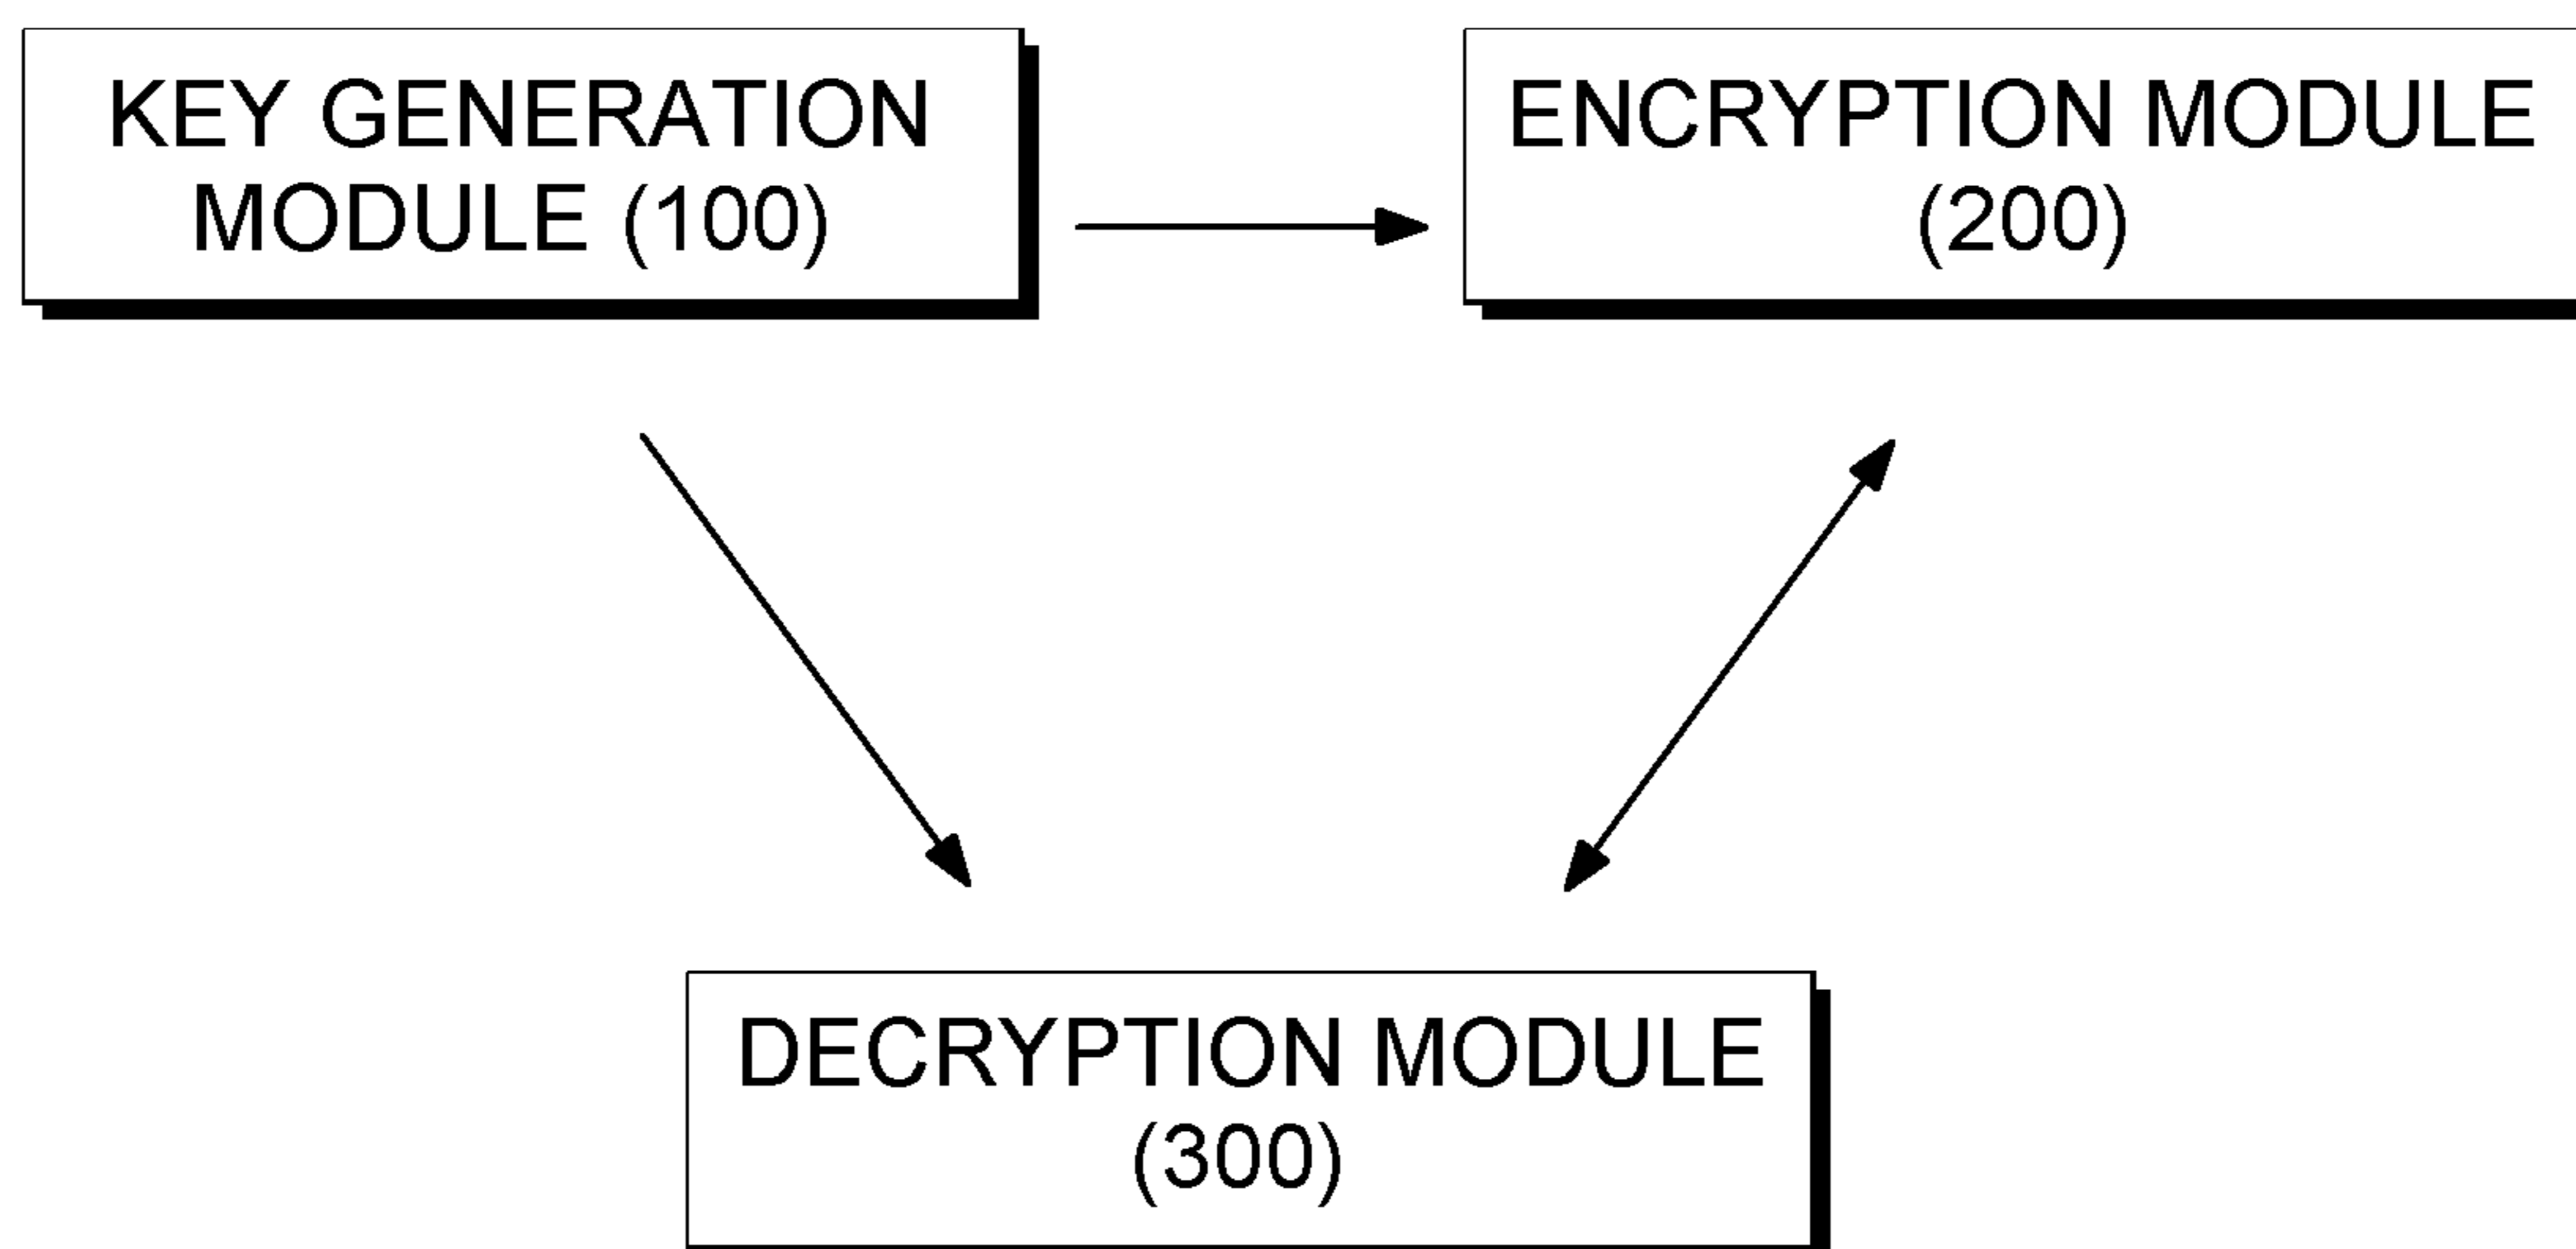 KEY GENERATION
MODULE (100)
ENCRYPTION MODULE
(200)
DECRYPTION MODULE
(300)